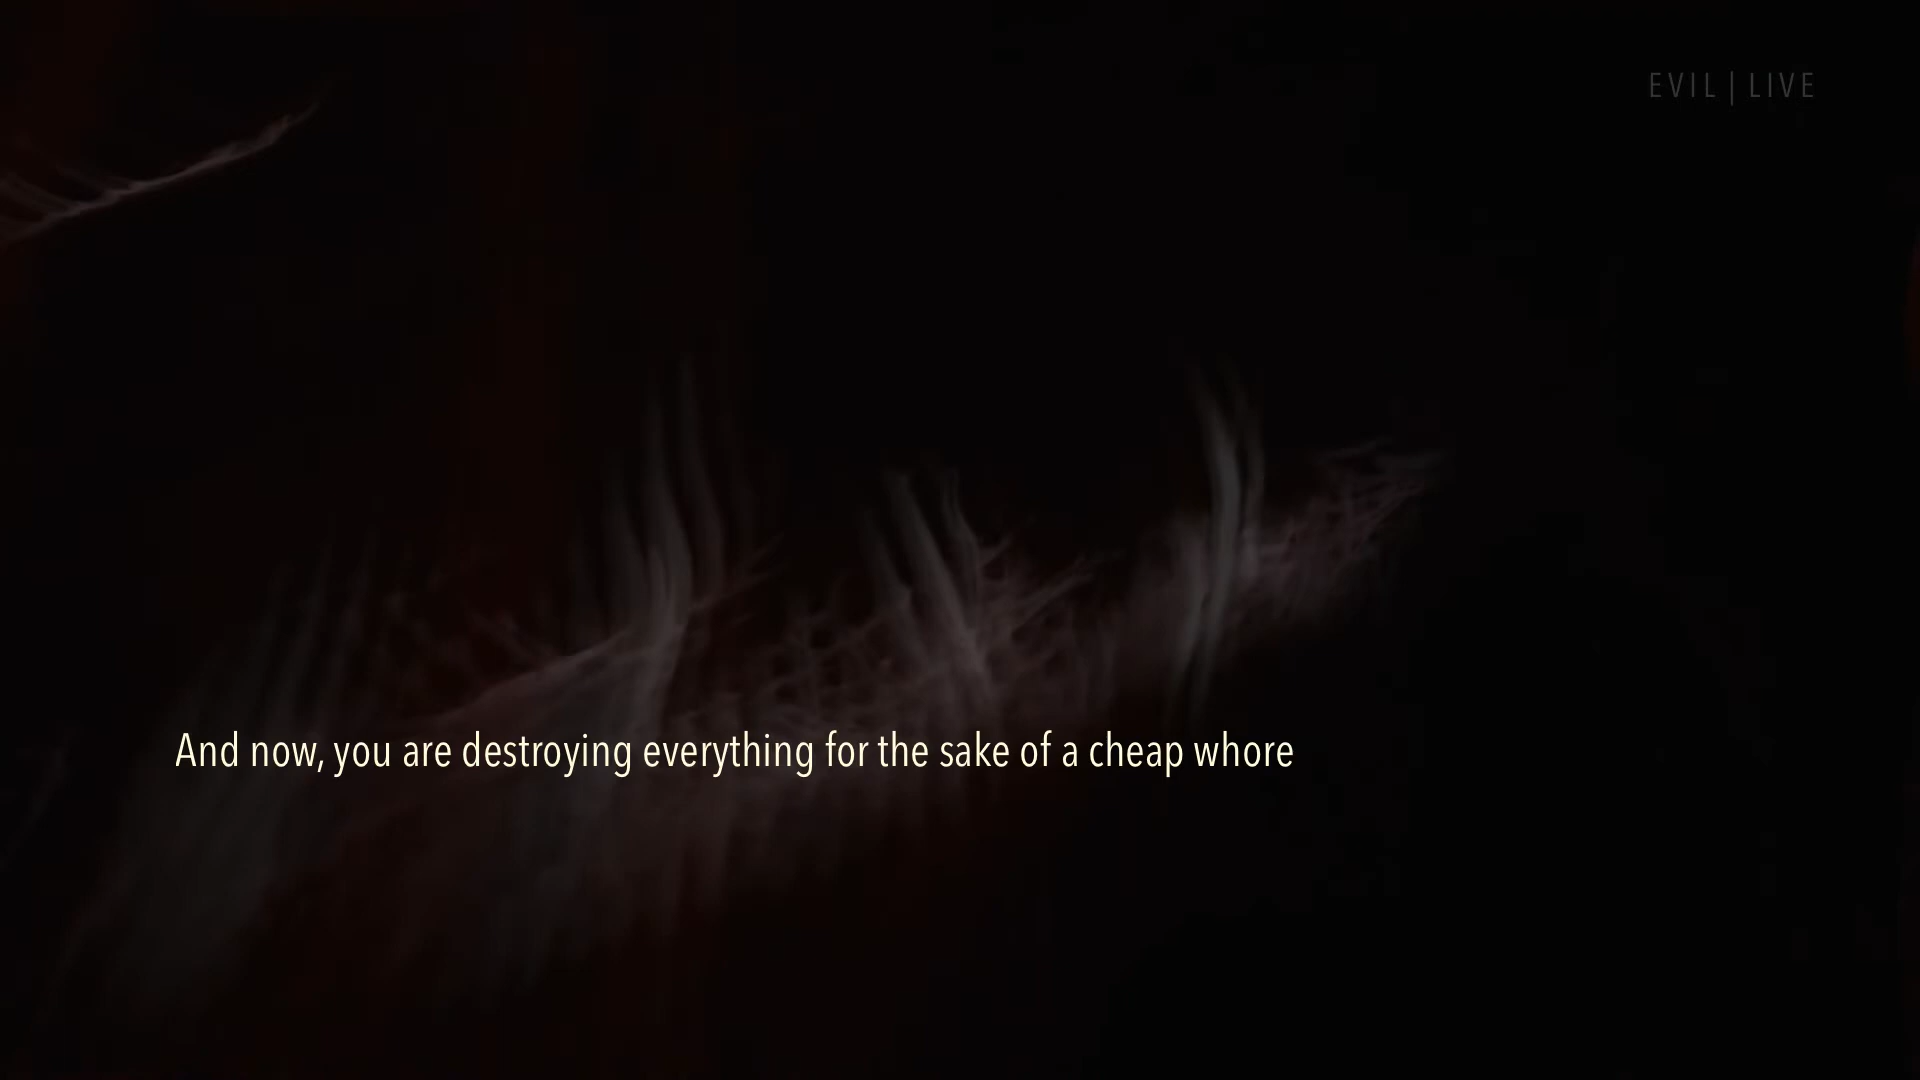 EVIL | LIVE
And now, you are destroying everything for the sake of a cheap whore